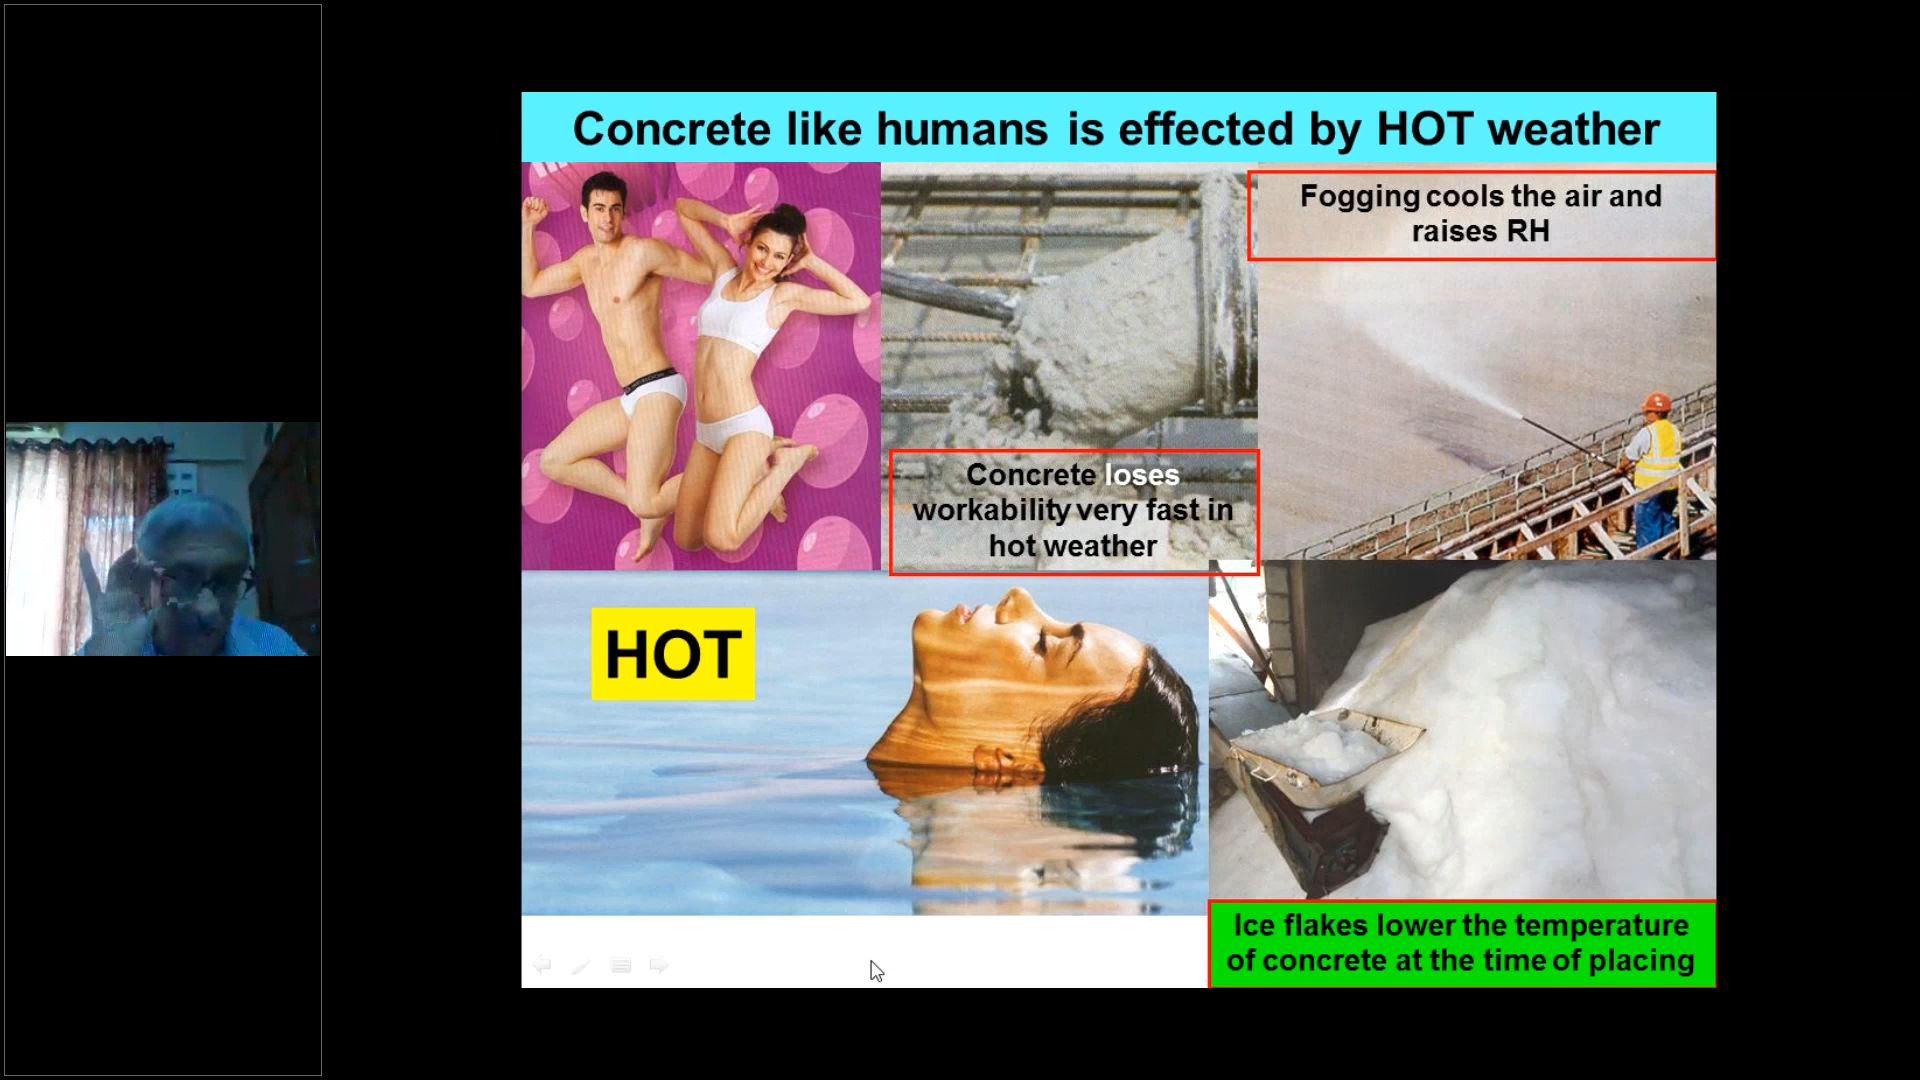 Concrete like humans is effected by HOT weather
Fogging cools the air and
raises RH
Concrete loses
workability very fast in
hot weather
HOT
Ice flakes lower the temperature
of concrete at the time of placing